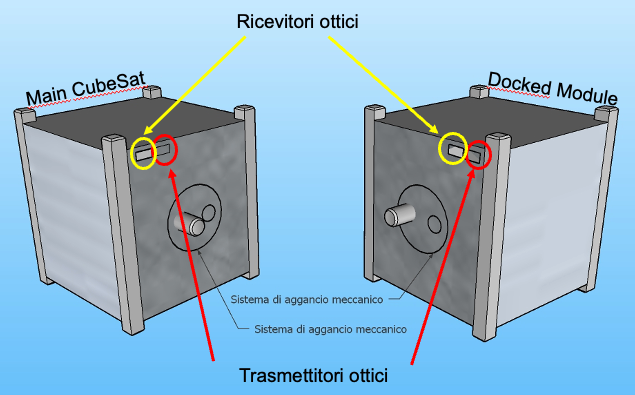 Ricevitori ottici
Main CubeSat
Docked Module
Sistema di aggancio meccanico
Sistema di aggancio meccanico
Trasmettitori ottici